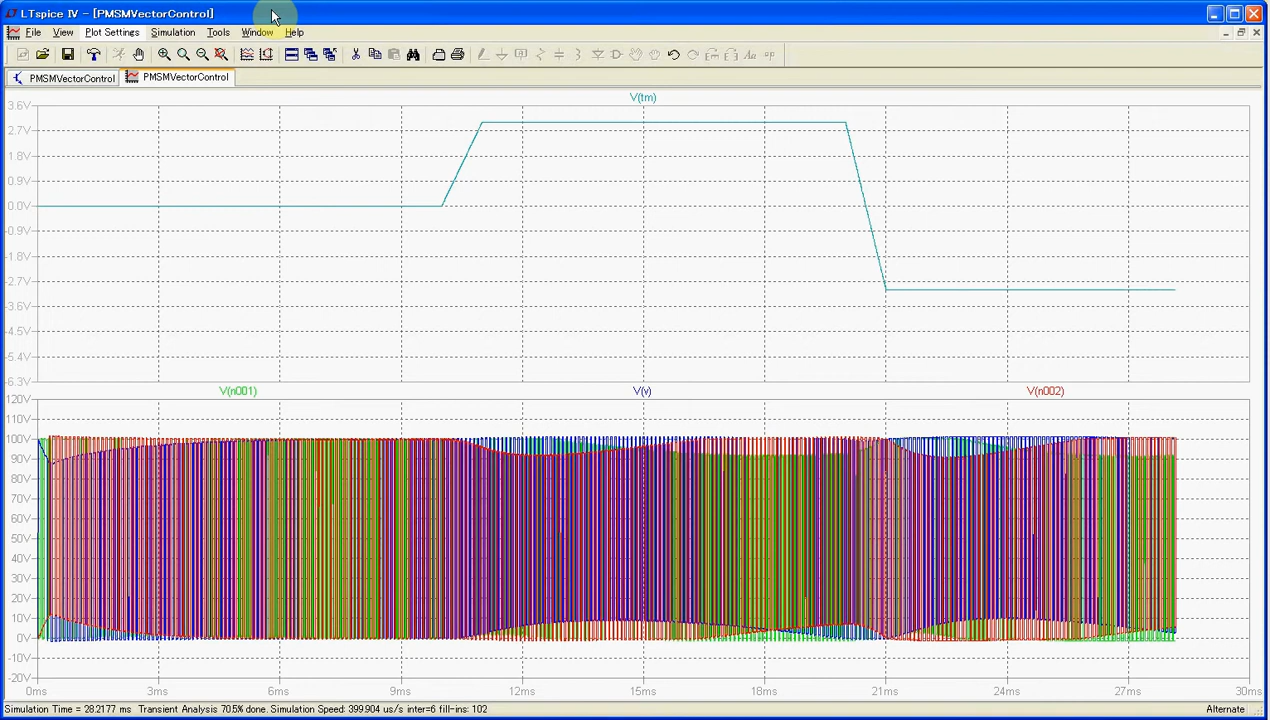 LTspice IV - [PMSMVectorControl]
File View Plot Settings Simulation Tools Window Help
PMSMVectorControl PMSMVectorControl
V(tm)
3.6V
2.7V
1.8V
0.9V
0.0V
-0.9V
-1.8V
-2.7V
-3.6V
-4.5V
-5.4V
-6.3V
V(n001) V(v) V(n002)
120V
110V
100V
90V
80V
70V
60V
50V
40V
30V
20V
10V
0V
-10V
-20V
0ms 3ms 6ms 9ms 12ms 15ms 18ms 21ms 24ms 27ms 30ms
Simulation Time = 28.2177 ms Transient Analysis 70.5% done. Simulation Speed: 399.904 us/s inter=6 fill-ins: 102 Alternate